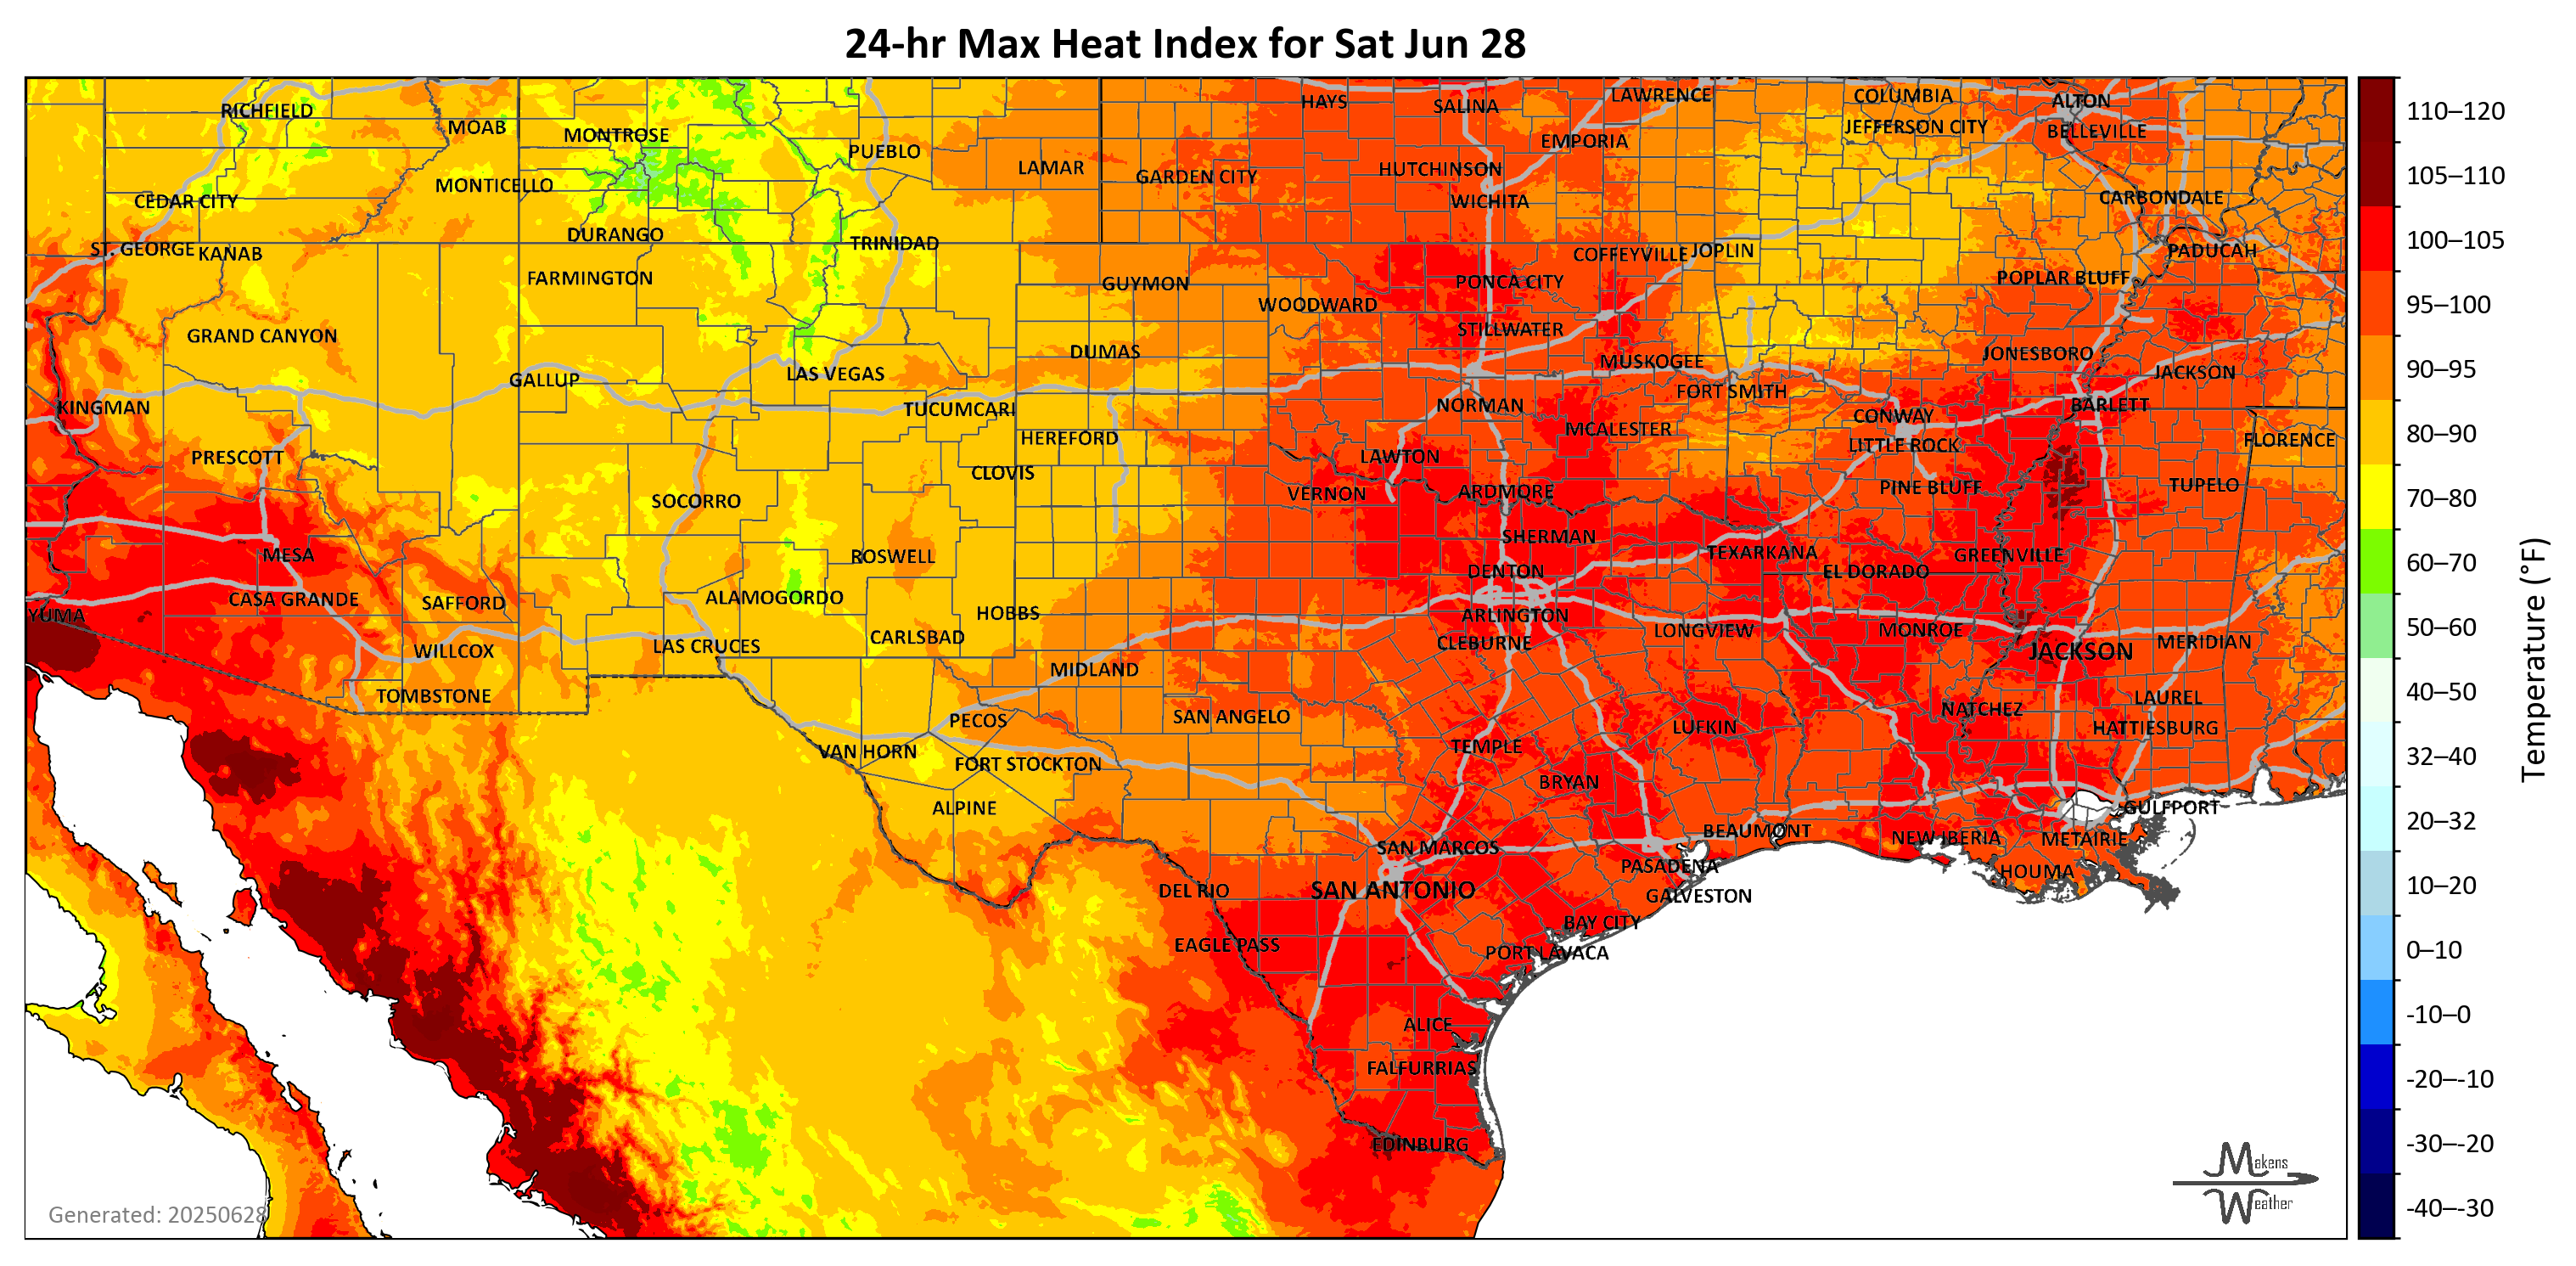 24-hr Max Heat Index for Sat Jun 28
RICHFIELD
MOAB
MONTROSE
PUEBLO
LAMAR
HAYS
SALINA
LAWRENCE
COLUMBIA
ALTON
JEFFERSON CITY
BELLEVILLE
EMPORIA
HUTCHINSON
GARDEN CITY
WICHITA
CARBONDALE
MONTICELLO
CEDAR CITY
DURANGO
TRINIDAD
ST. GEORGE
KANAB
COFFEYVILLE
JOPLIN
PADUCAH
FARMINGTON
GUYMON
PONCA CITY
POPLAR BLUFF
WOODWARD
GRAND CANYON
STILLWATER
DUMAS
MUSKOGEE
JONESBORO
JACKSON
GALLUP
LAS VEGAS
FORT SMITH
KINGMAN
TUCUMCARI
NORMAN
CONWAY
BARLETT
HEREFORD
MCALESTER
LITTLE ROCK
FLORENCE
PRESCOTT
CLOVIS
LAWTON
SOCORRO
VERNON
ARDMORE
PINE BLUFF
TUPELO
MESA
ROSWELL
SHERMAN
TEXARKANA
GREENVILLE
DENTON
EL DORADO
CASA GRANDE
SAFFORD
ALAMOGORDO
HOBBS
YUMA
ARLINGTON
CARLSBAD
CLEBURNE
LONGVIEW
MONROE
JACKSON
MERIDIAN
WILLCOX
LAS CRUCES
MIDLAND
TOMBSTONE
PECOS
SAN ANGELO
NATCHEZ
LAUREL
VAN HORN
LUFKIN
HATTIESBURG
FORT STOCKTON
TEMPLE
ALPINE
BRYAN
GULFPORT
SAN MARCOS
BEAUMONT
NEW IBERIA
METAIRIE
DEL RIO
SAN ANTONIO
PASADENA
HOUMA
GALVESTON
EAGLE PASS
BAY CITY
PORT LAVACA
ALICE
FALFURRIAS
EDINBURG
Generated: 20250628
Makens
Weather
110–120
105–110
100–105
95–100
90–95
80–90
70–80
60–70
50–60
40–50
32–40
20–32
10–20
0–10
-10–0
-20–-10
-30–-20
-40–-30
Temperature (°F)